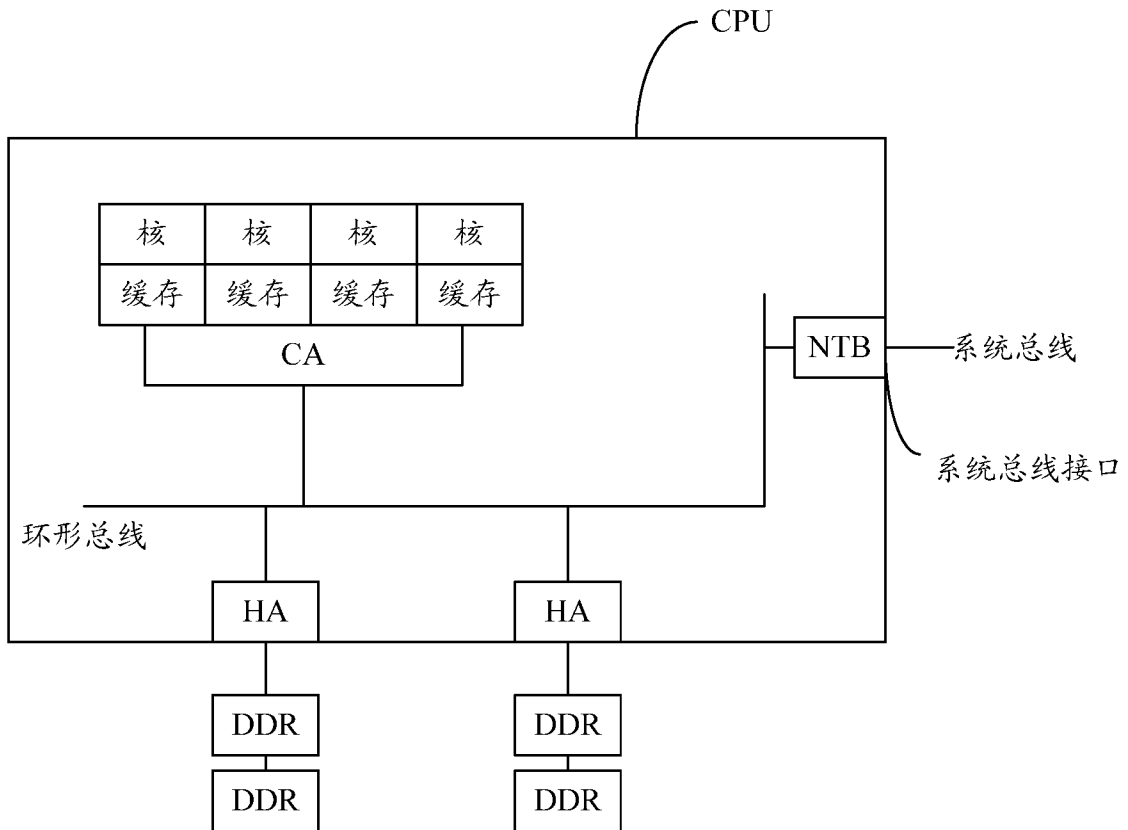 CPU
核 核 核 核
缓存 缓存 缓存 缓存
CA
NTB
系统总线
系统总线接口
环形总线
HA HA
DDR DDR
DDR DDR